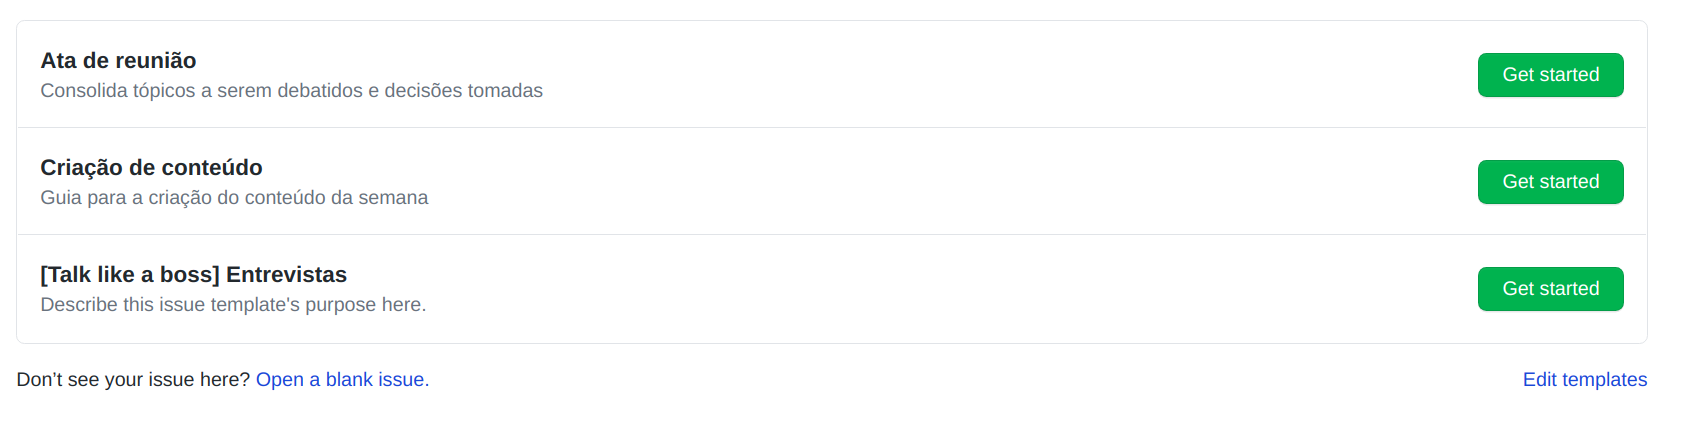 Ata de reunião
Consolida tópicos a serem debatidos e decisões tomadas
Get started
Criação de conteúdo
Guia para a criação do conteúdo da semana
Get started
[Talk like a boss] Entrevistas
Describe this issue template's purpose here.
Get started
Don’t see your issue here? Open a blank issue.
Edit templates